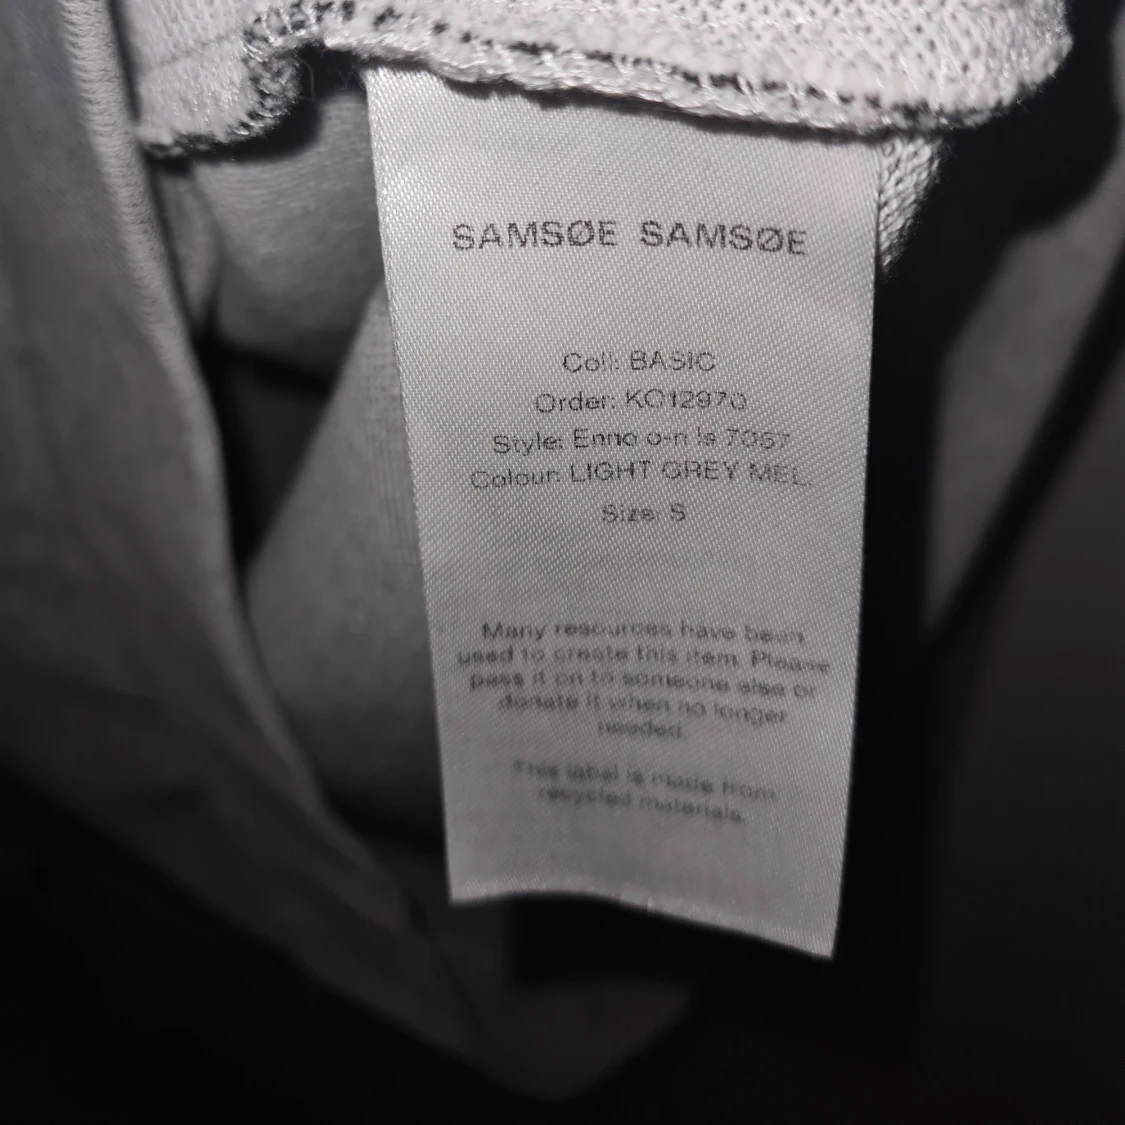 SAMSØE SAMSØE
Coll: BASIC
Order: KO12970
Style: Enno o-n ls 7057
Colour: LIGHT GREY MEL.
Size: S
Many resources have been
used to create this item. Please
pass it on to someone else or
donate it when no longer
needed.
This label is made from
recycled materials.